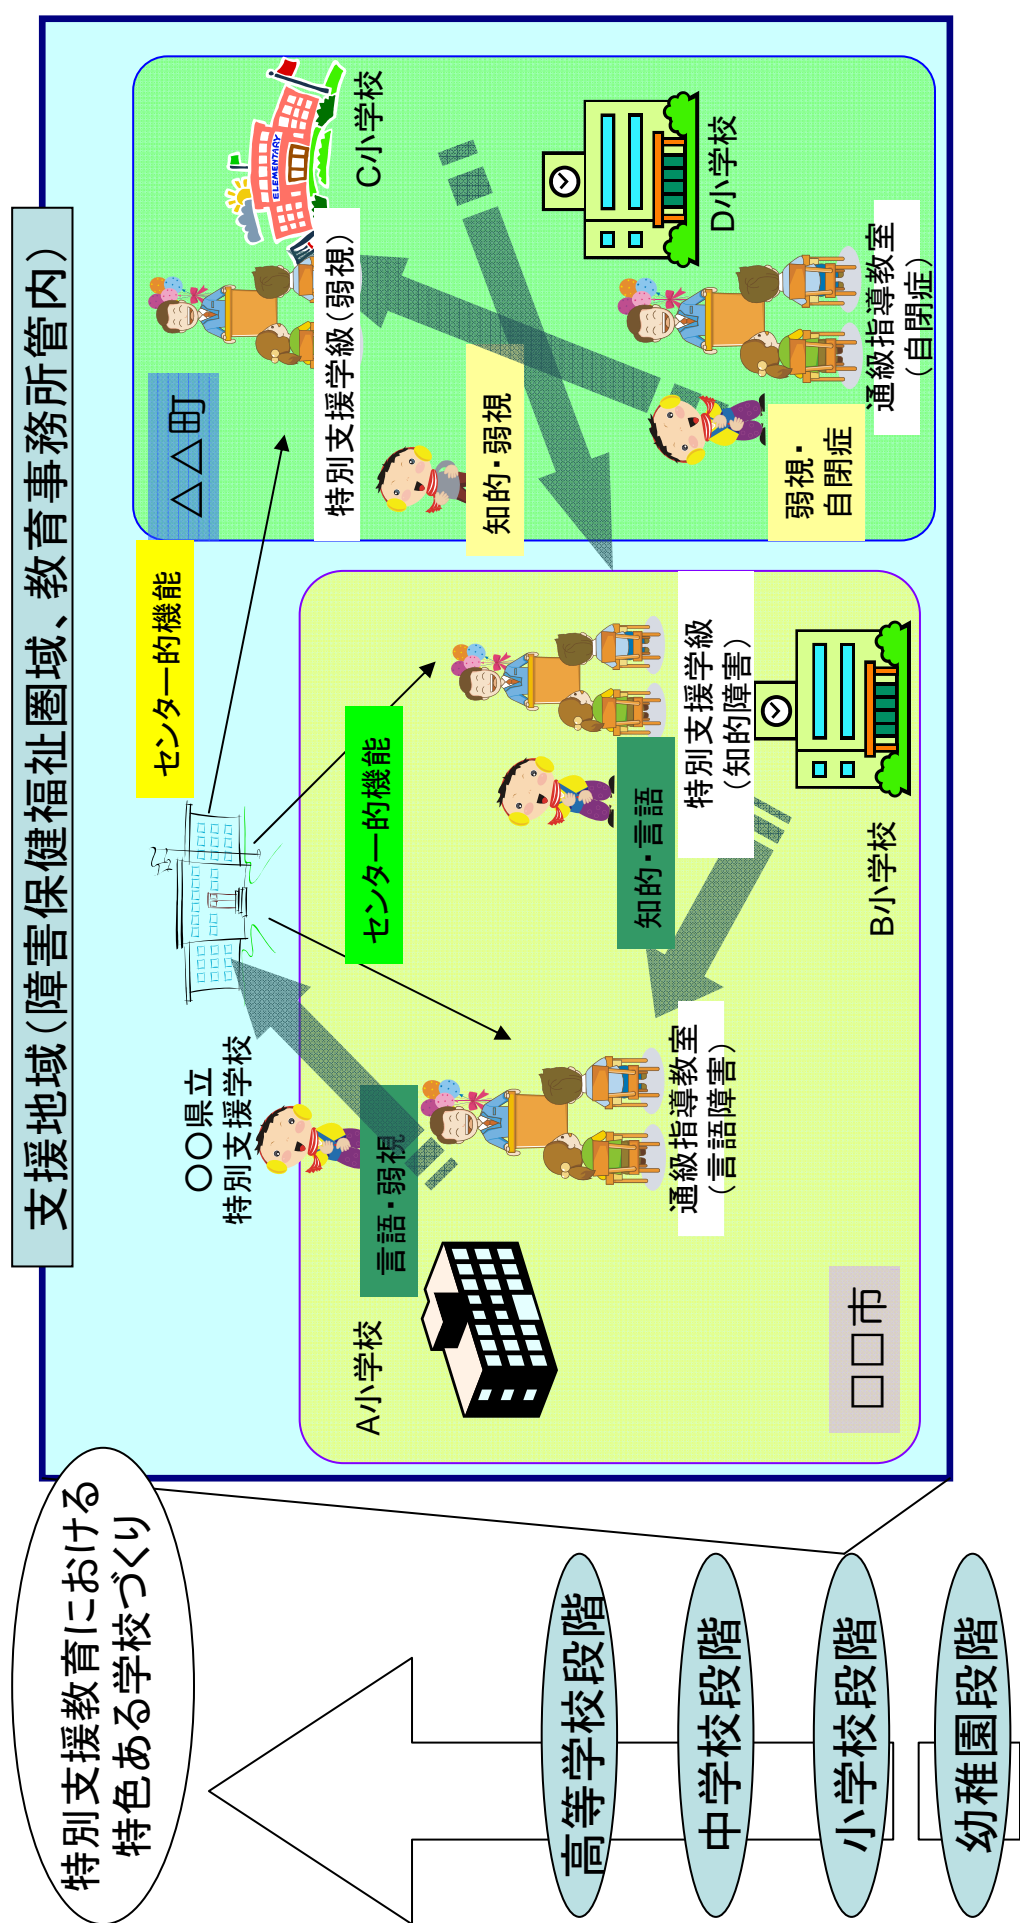 支援地域（障害保健福祉圏域、教育事務所管内）
特別支援教育における
特色ある学校づくり
高等学校段階
中学校段階
小学校段階
幼稚園段階
〇〇県立
特別支援学校
センター的機能
センター的機能
△△町
ELEMENTARY
C小学校
特別支援学級（弱視）
知的・弱視
D小学校
通級指導教室
（自閉症）
弱視・
自閉症
A小学校
言語・弱視
通級指導教室
（言語障害）
知的・言語
特別支援学級
（知的障害）
B小学校
□□市